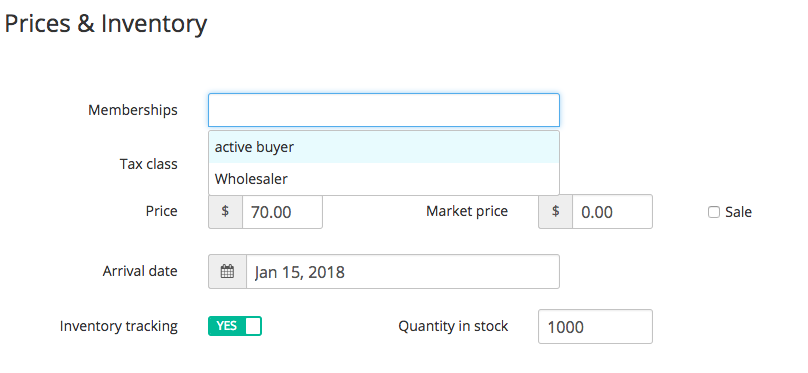 Prices & Inventory
Memberships
active buyer
Tax class
Wholesaler
Price $ 70.00 Market price $ 0.00 Sale
Arrival date Jan 15, 2018
Inventory tracking YES Quantity in stock 1000